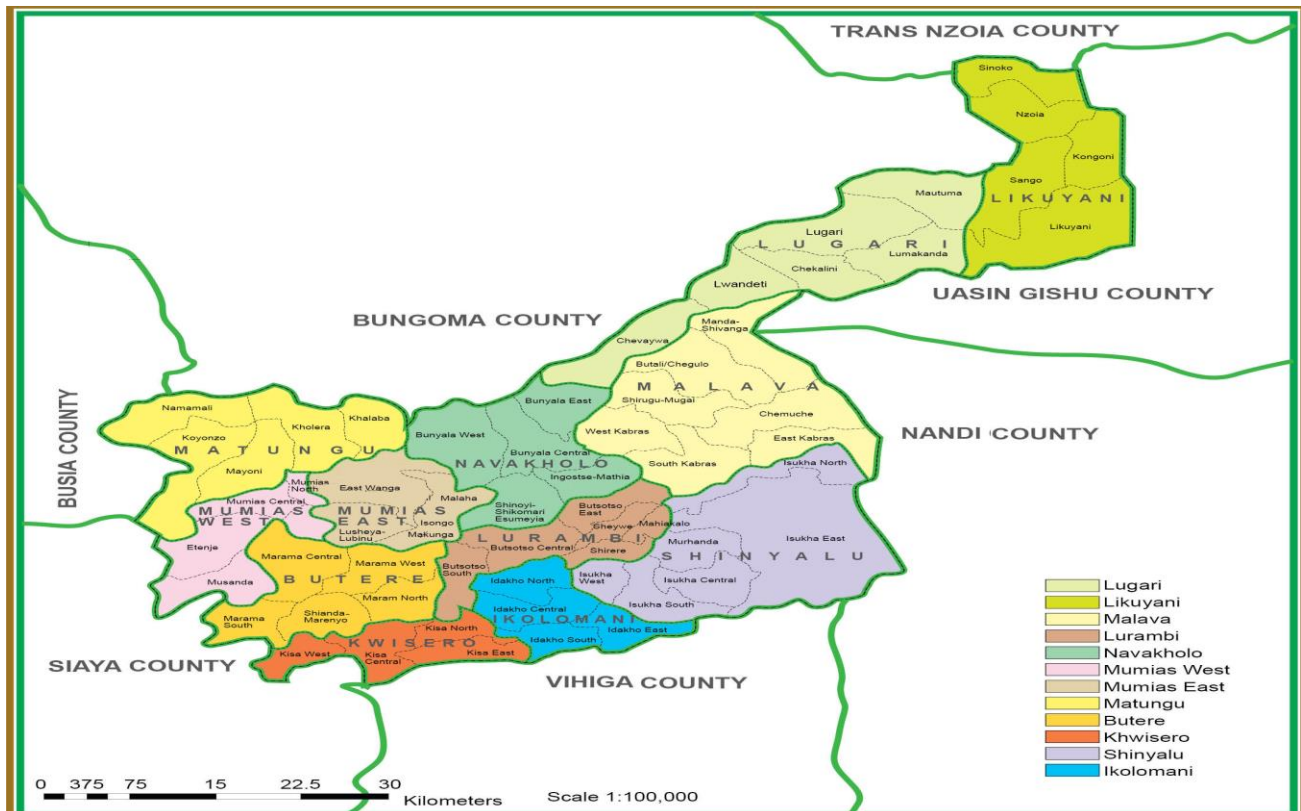 TRANS NZOIA COUNTY
Sinoko
Nzoia
Kongoni
Sango
LIKUYANI
Likuyani
Mautuma
Lugari
LUGARI
Lumakanda
Chekalini
Lwandeti
UASIN GISHU COUNTY
BUNGOMA COUNTY
Manda-
Shivanga
Chevaywa
Butali/Chegulo
MALAVA
Shirugu-Mugai
Chemuche
West Kabras
East Kabras
South Kabras
NANDI COUNTY
BUSIA COUNTY
Namamali
Khalaba
Kholera
Koyonzo
MATUNGU
Mayoni
Bunyala East
Bunyala West
Bunyala Central
NAVAKHOLO
Ingostse-Mathia
Shinoyi-
Shikomari
Esumeyia
Mumias
North
Mumias Central
MUMIAS
WEST
Etenje
Musanda
East Wanga
Malaha
MUMIAS
EAST
Isongo
Lusheya-
Lubinu
Makunga
Butsotso
East
Sheywe
Mahiakalo
LURAMBI
Butsotso Central
Shirere
Butsotso
South
Isukha North
Isukha East
Murhanda
SHINYALU
Isukha
West
Isukha Central
Isukha South
Marama Central
Marama West
BUTERE
Maram North
Marama
South
Shianda-
Marenyo
Idakho North
Idakho Central
IKOLOMANI
Idakho East
Idakho South
Kisa North
KWISERO
Kisa West
Kisa
Central
Kisa East
SIAYA COUNTY
VIHIGA COUNTY
Lugari
Likuyani
Malava
Lurambi
Navakholo
Mumias West
Mumias East
Matungu
Butere
Khwisero
Shinyalu
Ikolomani
0 375 75 15 22.5 30
Kilometers Scale 1:100,000